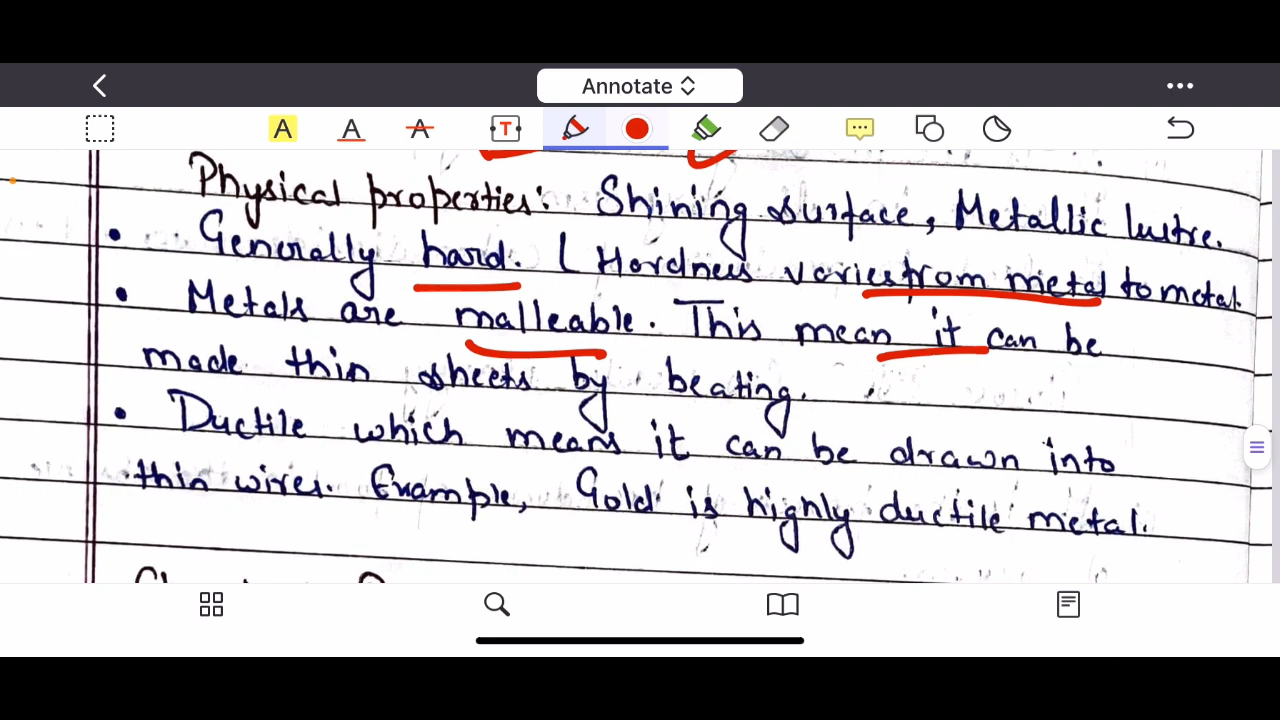 Annotate
A A A T
Physical properties: Shining surface, Metallic lustre.
• Generally hard. ( Hardness varies from metal to metal.
• Metals are malleable. This mean it can be
made thin sheets by beating.
• Ductile which means it can be drawn into
thin wires. Example, Gold is highly ductile metal.